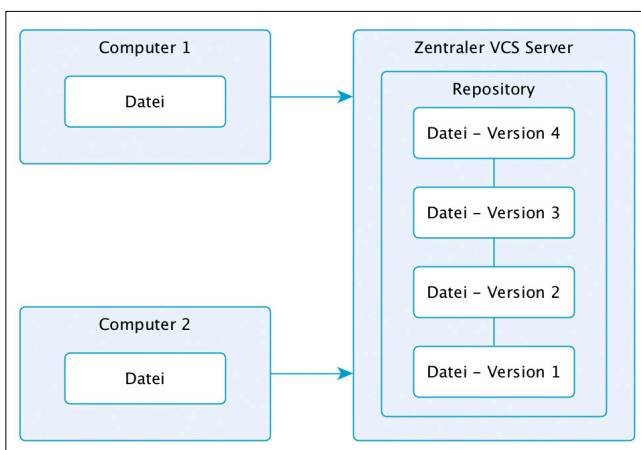 Computer 1
Datei
Computer 2
Datei
Zentraler VCS Server
Repository
Datei – Version 4
Datei – Version 3
Datei – Version 2
Datei – Version 1